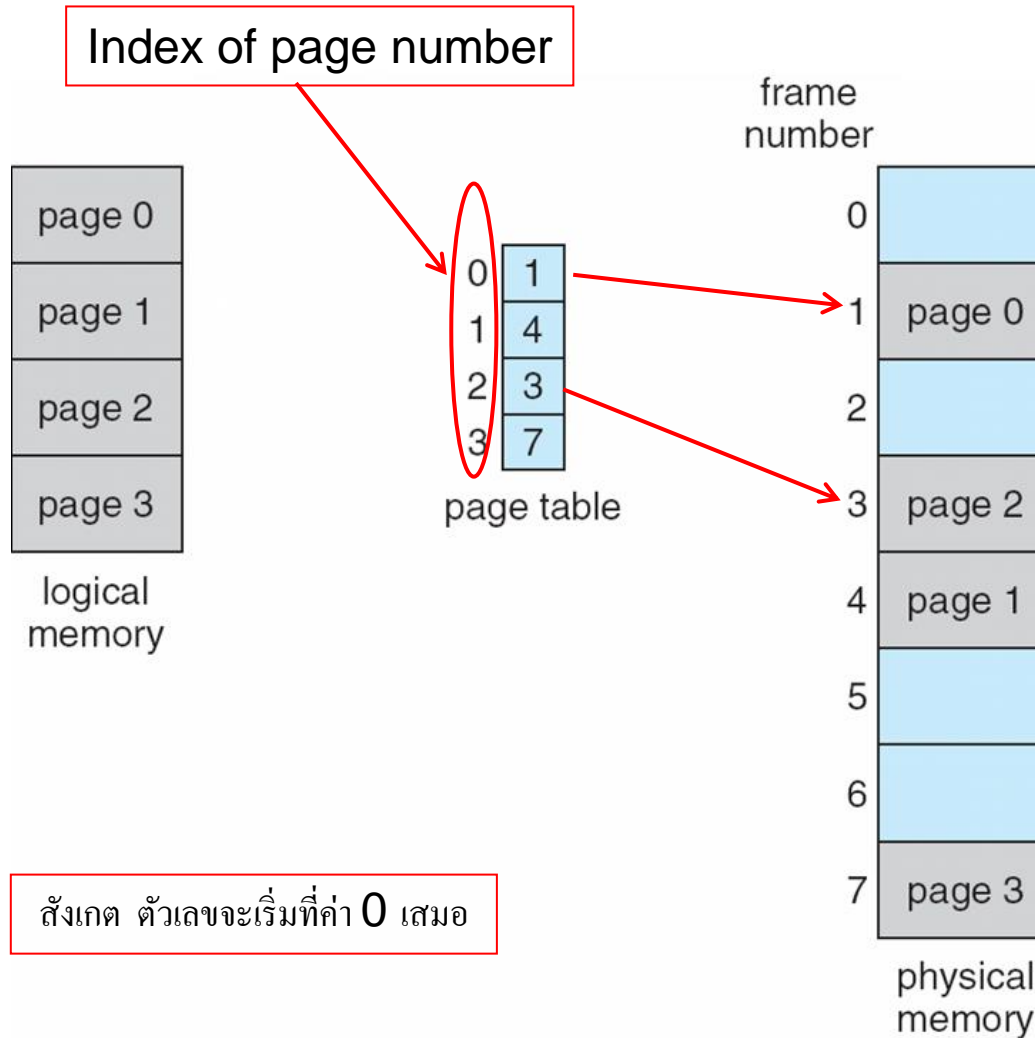 Index of page number
page 0
page 1
page 2
page 3
logical
memory
0 1
1 4
2 3
3 7
page table
frame
number
0
1 page 0
2
3 page 2
4 page 1
5
6
7 page 3
physical
memory
สังเกต ตัวเลขจะเริ่มที่ค่า 0 เสมอ